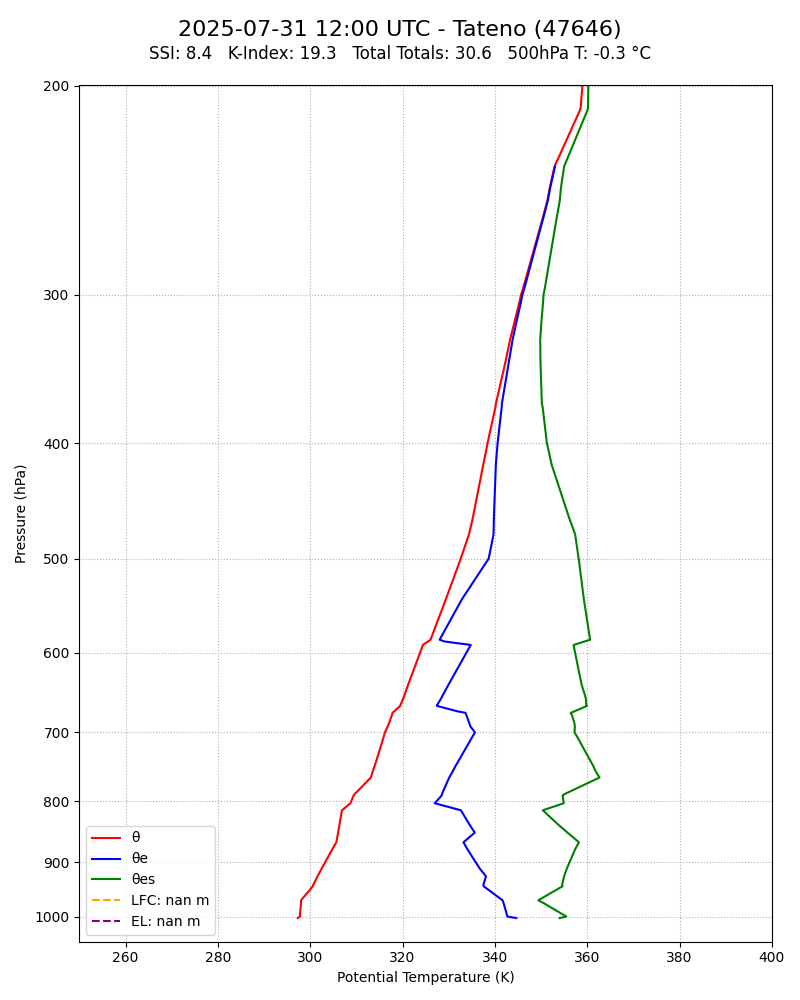 2025-07-31 12:00 UTC - Tateno (47646)
SSI: 8.4 K-Index: 19.3 Total Totals: 30.6 500hPa T: -0.3 °C
200
300
400
500
600
700
800
900
1000
Pressure (hPa)
θ
θe
θes
LFC: nan m
EL: nan m
260 280 300 320 340 360 380 400
Potential Temperature (K)